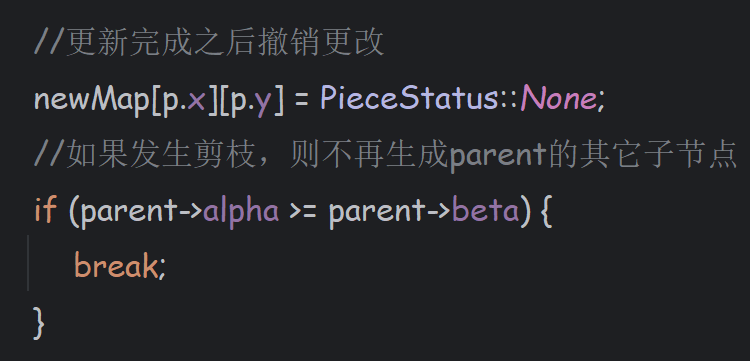 //更新完成之后撤销更改
newMap[p.x][p.y] = PieceStatus::None;
//如果发生剪枝，则不再生成parent的其它子节点
if (parent->alpha >= parent->beta) {
break;
}